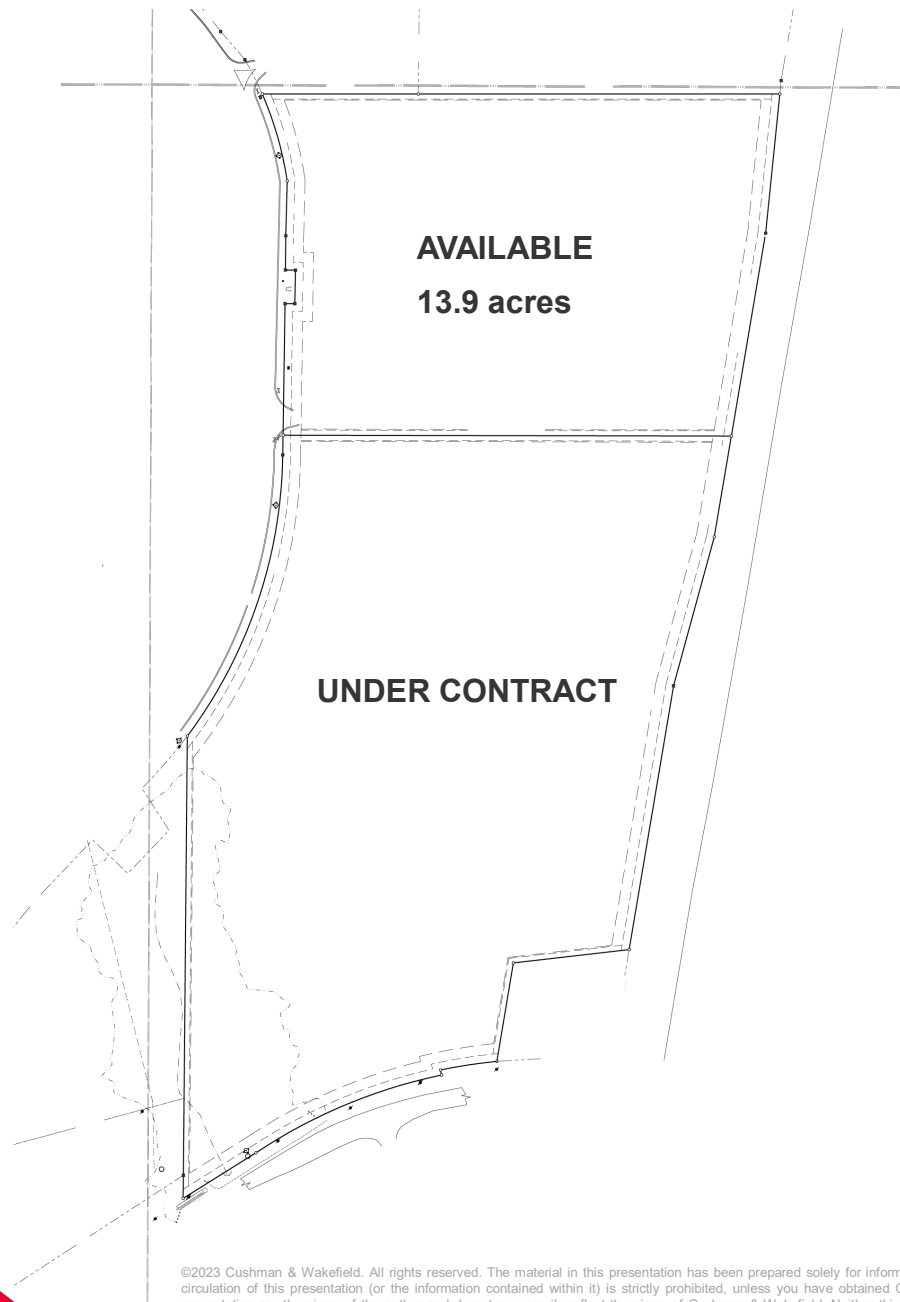 AVAILABLE
13.9 acres
UNDER CONTRACT
©2023 Cushman & Wakefield. All rights reserved. The material in this presentation has been prepared solely for inform
circulation of this presentation (or the information contained within it) is strictly prohibited, unless you have obtained